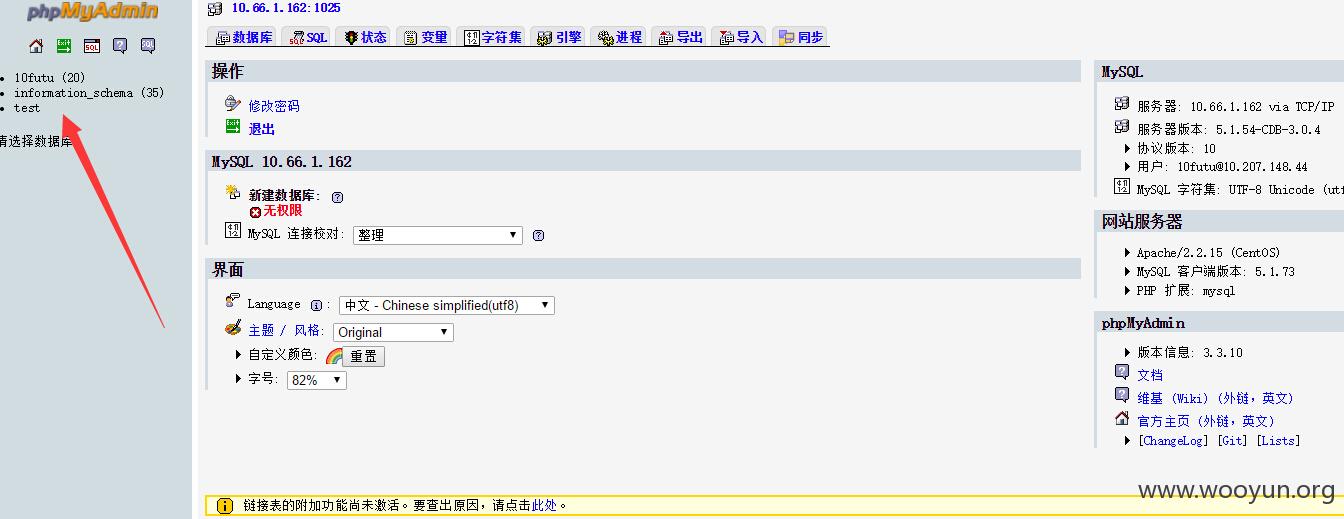 phpMyAdmin
Exit SQL ? SQL
10futu (20)
information_schema (35)
test
请选择数据库
10.66.1.162:1025
数据库 SQL 状态 变量 字符集 引擎 进程 导出 导入 同步
操作
修改密码
退出
MySQL 10.66.1.162
新建数据库:
无权限
MySQL 连接校对: 整理
界面
Language : 中文 - Chinese simplified(utf8)
主题 / 风格: Original
自定义颜色: 重置
字号: 82%
MySQL
服务器: 10.66.1.162 via TCP/IP
服务器版本: 5.1.54-CDB-3.0.4
协议版本: 10
用户: 10futu@10.207.148.44
MySQL 字符集: UTF-8 Unicode (utf
网站服务器
Apache/2.2.15 (CentOS)
MySQL 客户端版本: 5.1.73
PHP 扩展: mysql
phpMyAdmin
版本信息: 3.3.10
文档
维基 (Wiki) (外链，英文)
官方主页 (外链，英文)
[ChangeLog] [Git] [Lists]
链接表的附加功能尚未激活。要查出原因，请点击此处。
www.wooyun.org